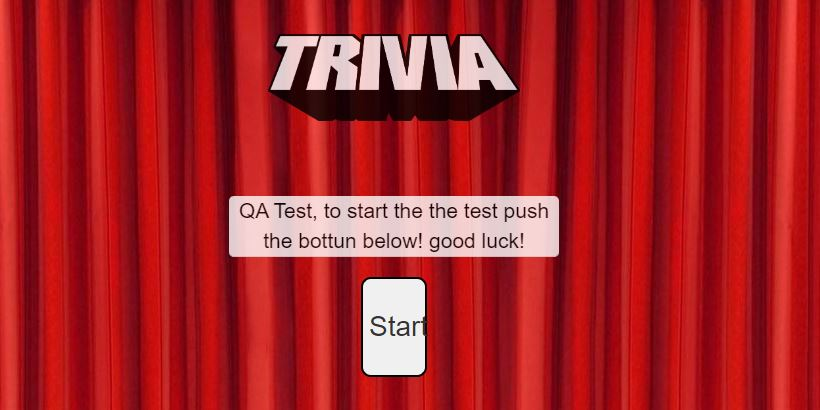 TRIVIA
QA Test, to start the the test push
the bottun below! good luck!
Start